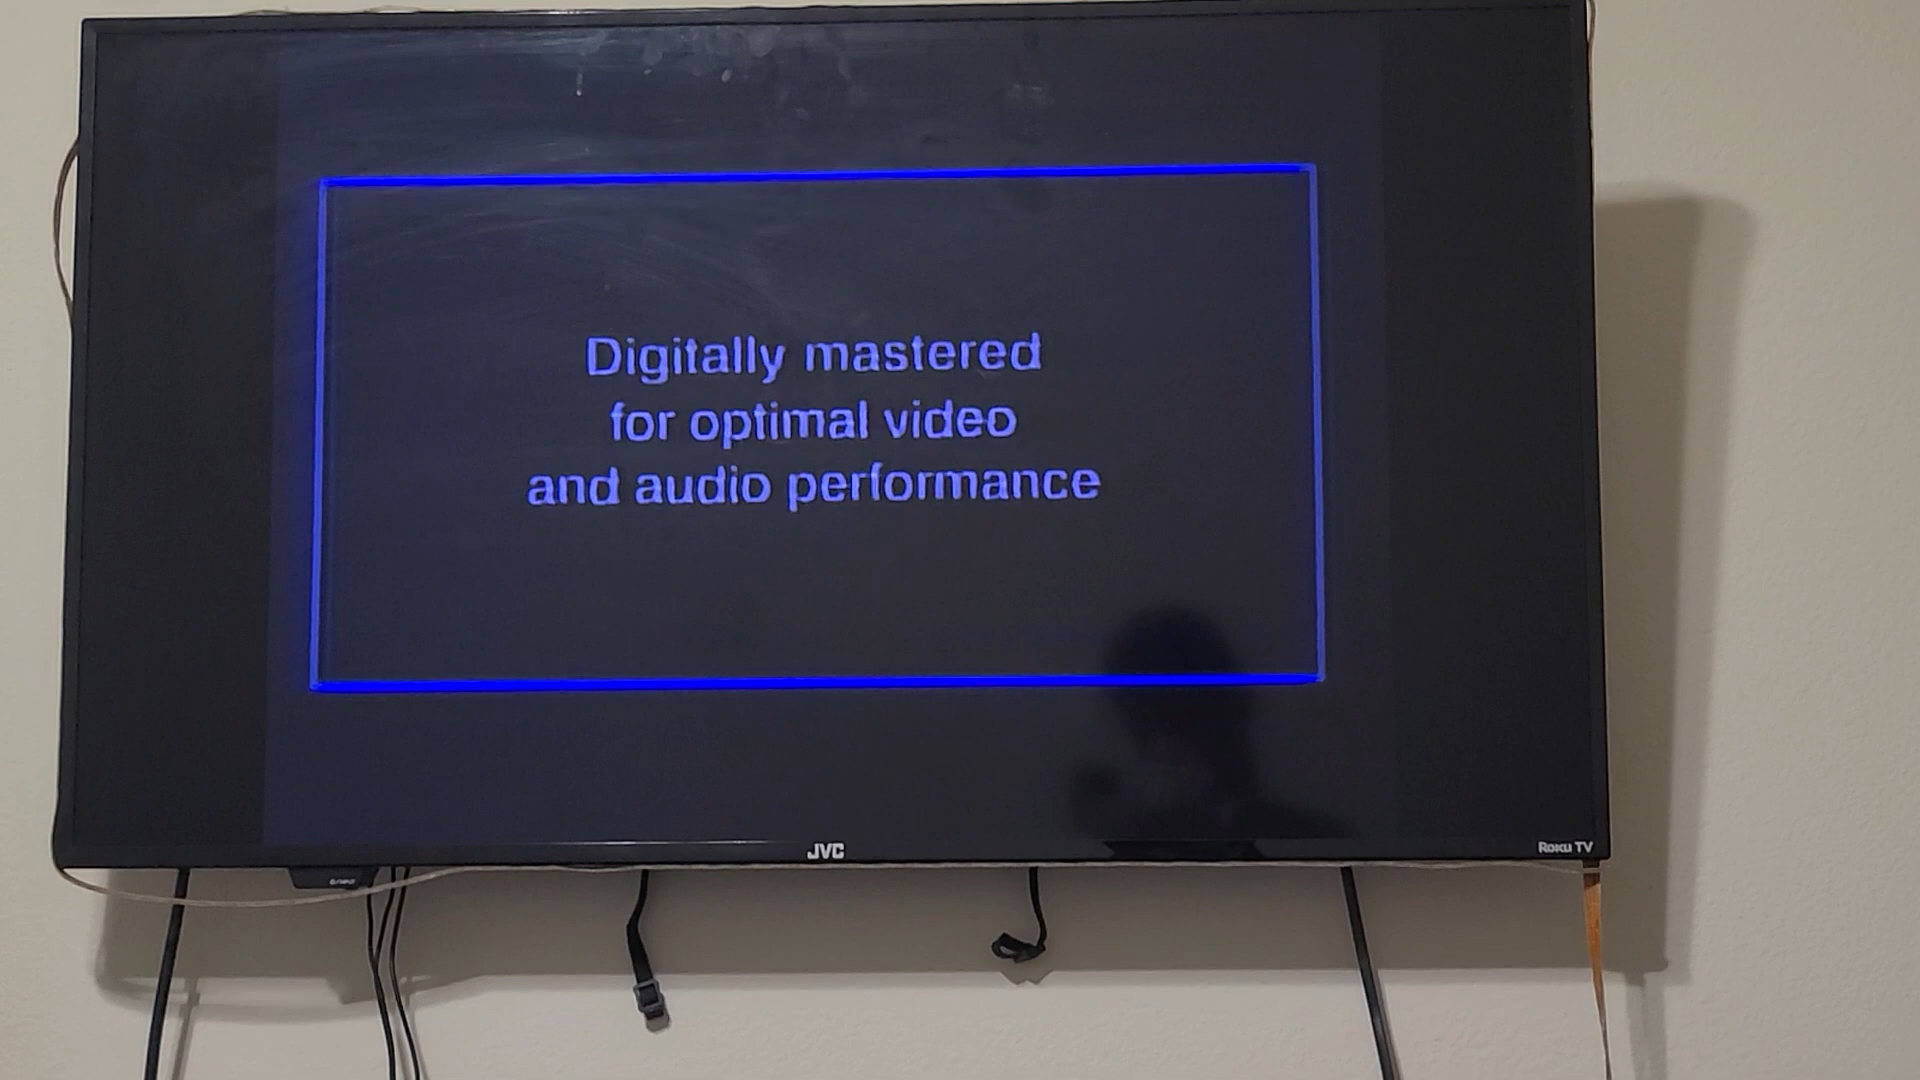 Digitally mastered
for optimal video
and audio performance
JVC
Roku TV